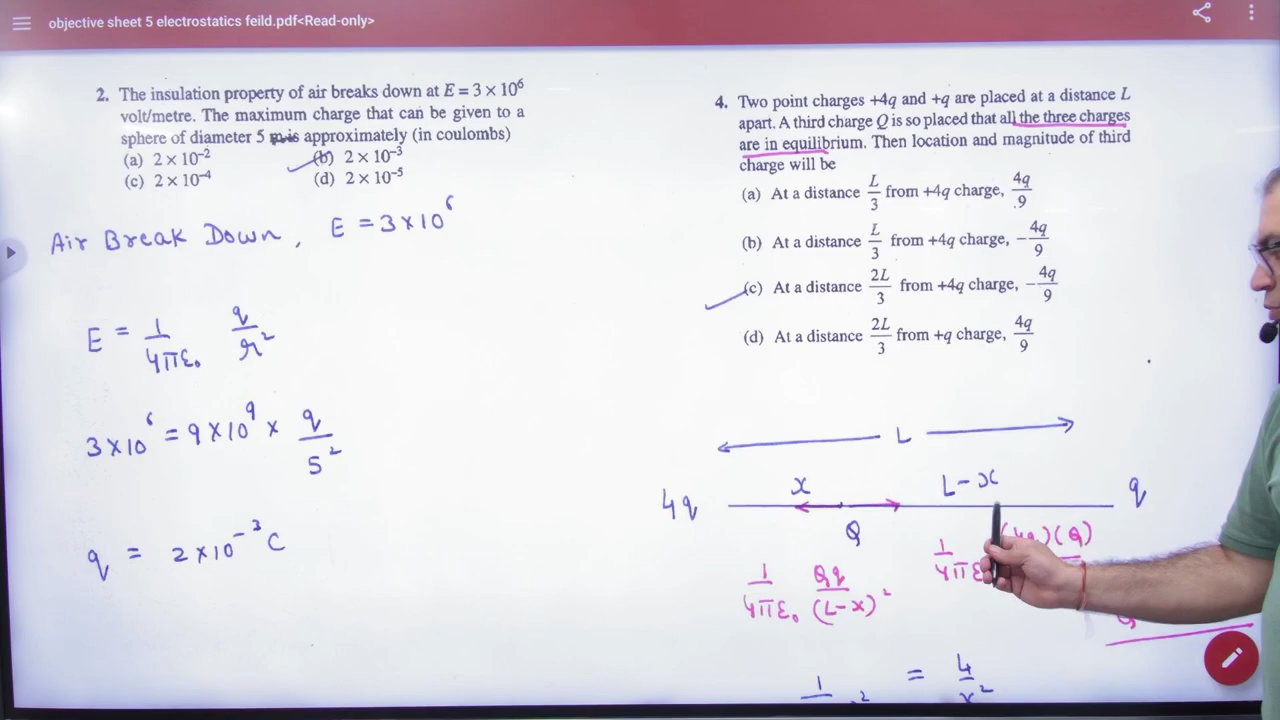 objective sheet 5 electrostatics feild.pdf<Read-only>
2. The insulation property of air breaks down at E = 3 × 10⁶
volt/metre. The maximum charge that can be given to a
sphere of diameter 5 m is approximately (in coulombs)
(a) 2 × 10⁻² (b) 2 × 10⁻³
(c) 2 × 10⁻⁴ (d) 2 × 10⁻⁵
Air Break Down, E = 3 × 10⁶
E = 1/4πε₀ q/r²
3 × 10⁶ = 9 × 10⁹ × q/5²
q = 2 × 10⁻³ C
4. Two point charges +4q and +q are placed at a distance L
apart. A third charge Q is so placed that all the three charges
are in equilibrium. Then location and magnitude of third
charge will be
(a) At a distance L/3 from +4q charge, 4q/.9
(b) At a distance L/3 from +4q charge, −4q/9
(c) At a distance 2L/3 from +4q charge, −4q/9
(d) At a distance 2L/3 from +q charge, 4q/9
L
x L−x
4q Q q
1/4πε₀ Qq/(L−x)² 1/4πε (4q)(Q)
1 = 4/x²